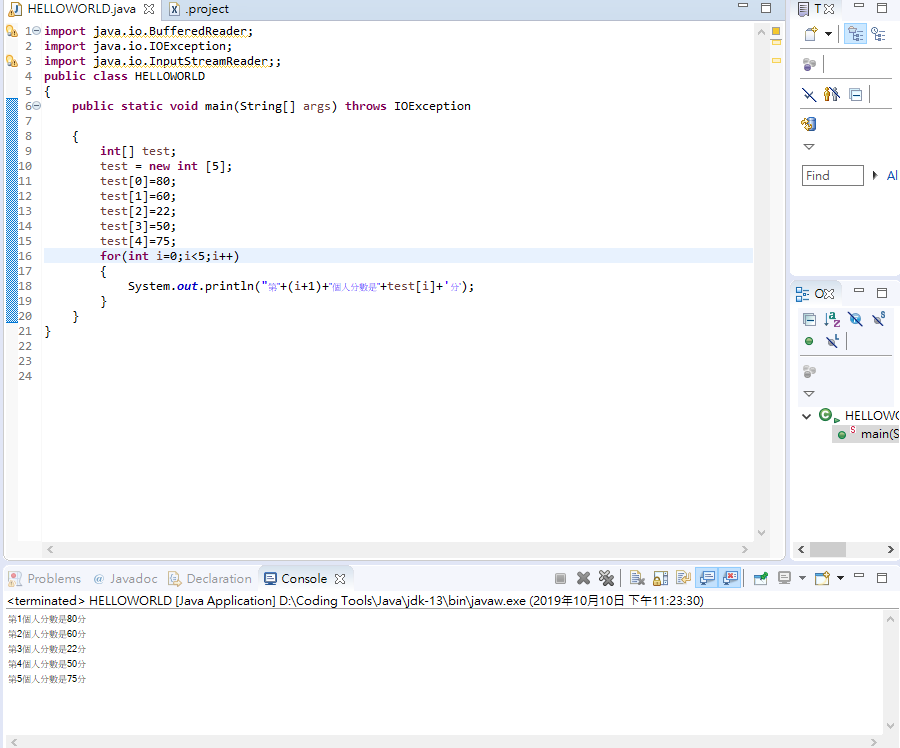 HELLOWORLD.java
.project
1 import java.io.BufferedReader;
2 import java.io.IOException;
3 import java.io.InputStreamReader;;
4 public class HELLOWORLD
5 {
6 public static void main(String[] args) throws IOException
7
8 {
9 int[] test;
10 test = new int [5];
11 test[0]=80;
12 test[1]=60;
13 test[2]=22;
14 test[3]=50;
15 test[4]=75;
16 for(int i=0;i<5;i++)
17 {
18 System.out.println("第"+(i+1)+"個人分數是"+test[i]+'分');
19 }
20 }
21 }
22
23
24
T
Find
Al
O
HELLOWO
main(S
Problems @ Javadoc Declaration Console
<terminated> HELLOWORLD [Java Application] D:\Coding Tools\Java\jdk-13\bin\javaw.exe (2019年10月10日 下午11:23:30)
第1個人分數是80分
第2個人分數是60分
第3個人分數是22分
第4個人分數是50分
第5個人分數是75分